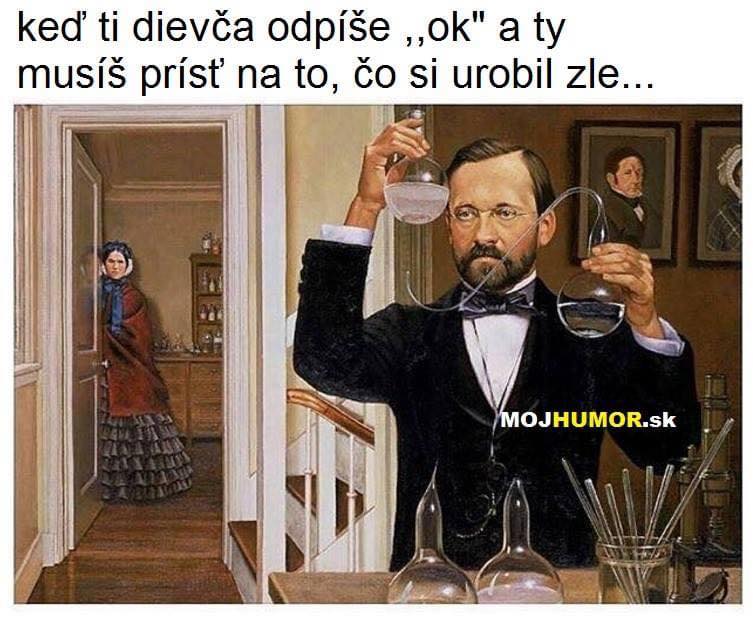 keď ti dievča odpíše ,,ok" a ty
musíš prísť na to, čo si urobil zle...
MOJHUMOR.sk